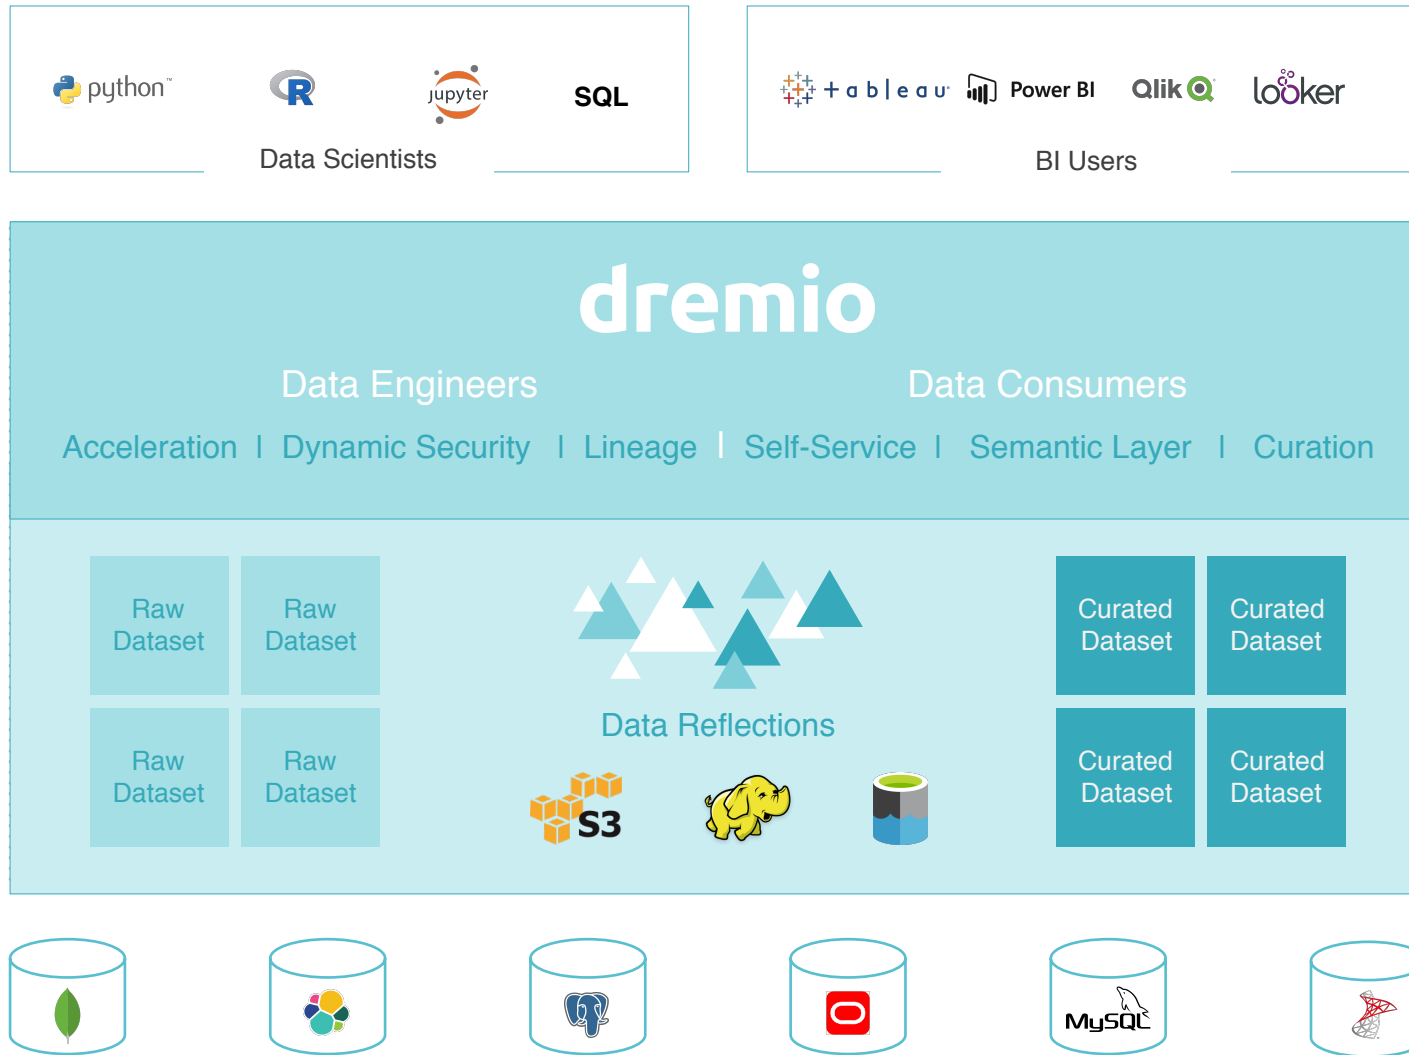 python™
R
jupyter
SQL
Data Scientists
+ a b l e a u
Power BI
Qlik
looker
BI Users
dremio
Data Engineers
Data Consumers
Acceleration | Dynamic Security | Lineage | Self-Service | Semantic Layer | Curation
Raw
Dataset
Raw
Dataset
Raw
Dataset
Raw
Dataset
Data Reflections
S3
Curated
Dataset
Curated
Dataset
Curated
Dataset
Curated
Dataset
MySQL